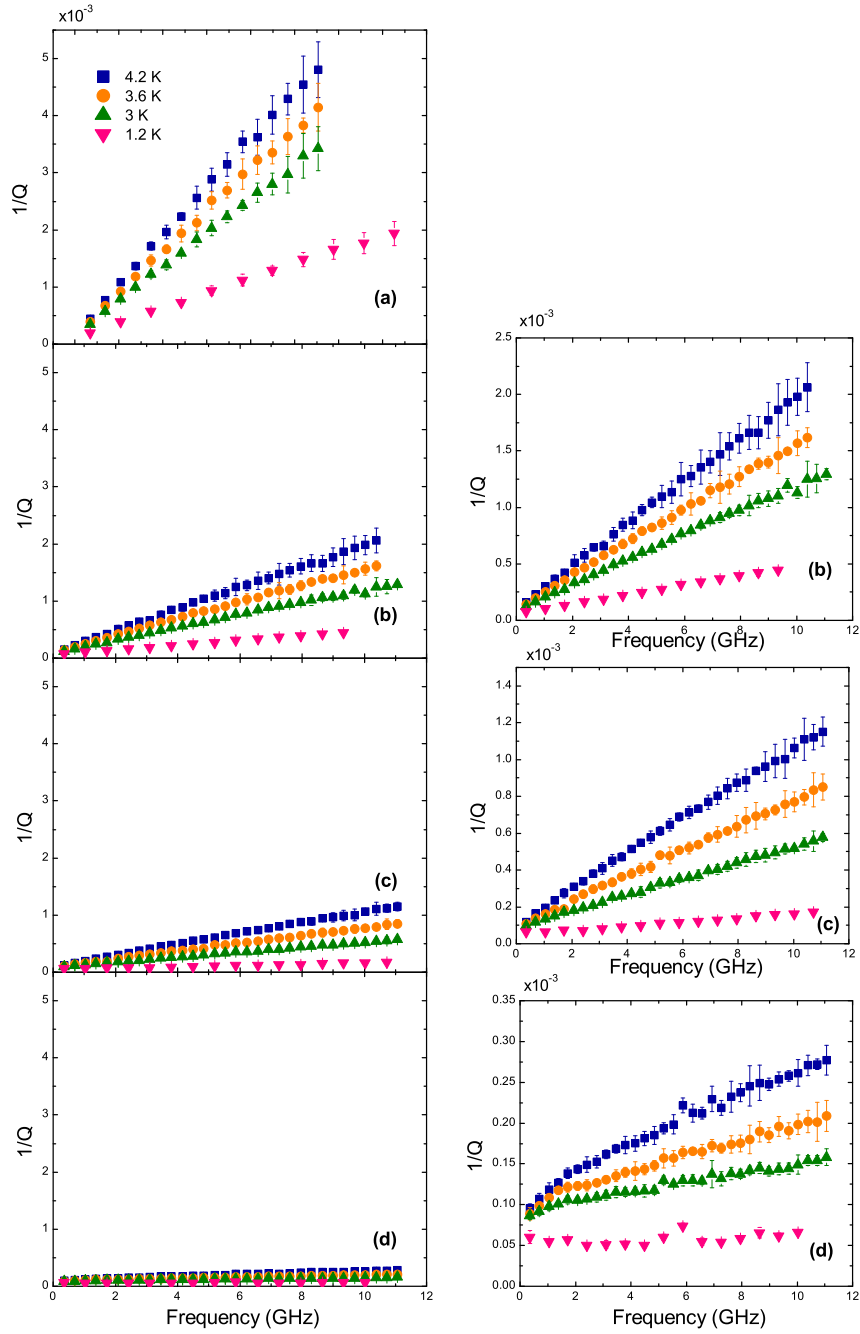 x10⁻³
5
4
3
2
1
0
1/Q
4.2 K
3.6 K
3 K
1.2 K
(a)
5
4
3
2
1
0
1/Q
(b)
5
4
3
2
1
0
1/Q
(c)
5
4
3
2
1
0
1/Q
(d)
0 2 4 6 8 10 12
Frequency (GHz)
x10⁻³
2.5
2.0
1.5
1.0
0.5
0.0
1/Q
(b)
0 2 4 6 8 10
Frequency (GHz)
x10⁻³
1.4
1.2
1.0
0.8
0.6
0.4
0.2
0.0
1/Q
(c)
0 2 4 6 8 10 12
Frequency (GHz)
x10⁻³
0.35
0.30
0.25
0.20
0.15
0.10
0.05
0.00
1/Q
(d)
0 2 4 6 8 10 12
Frequency (GHz)